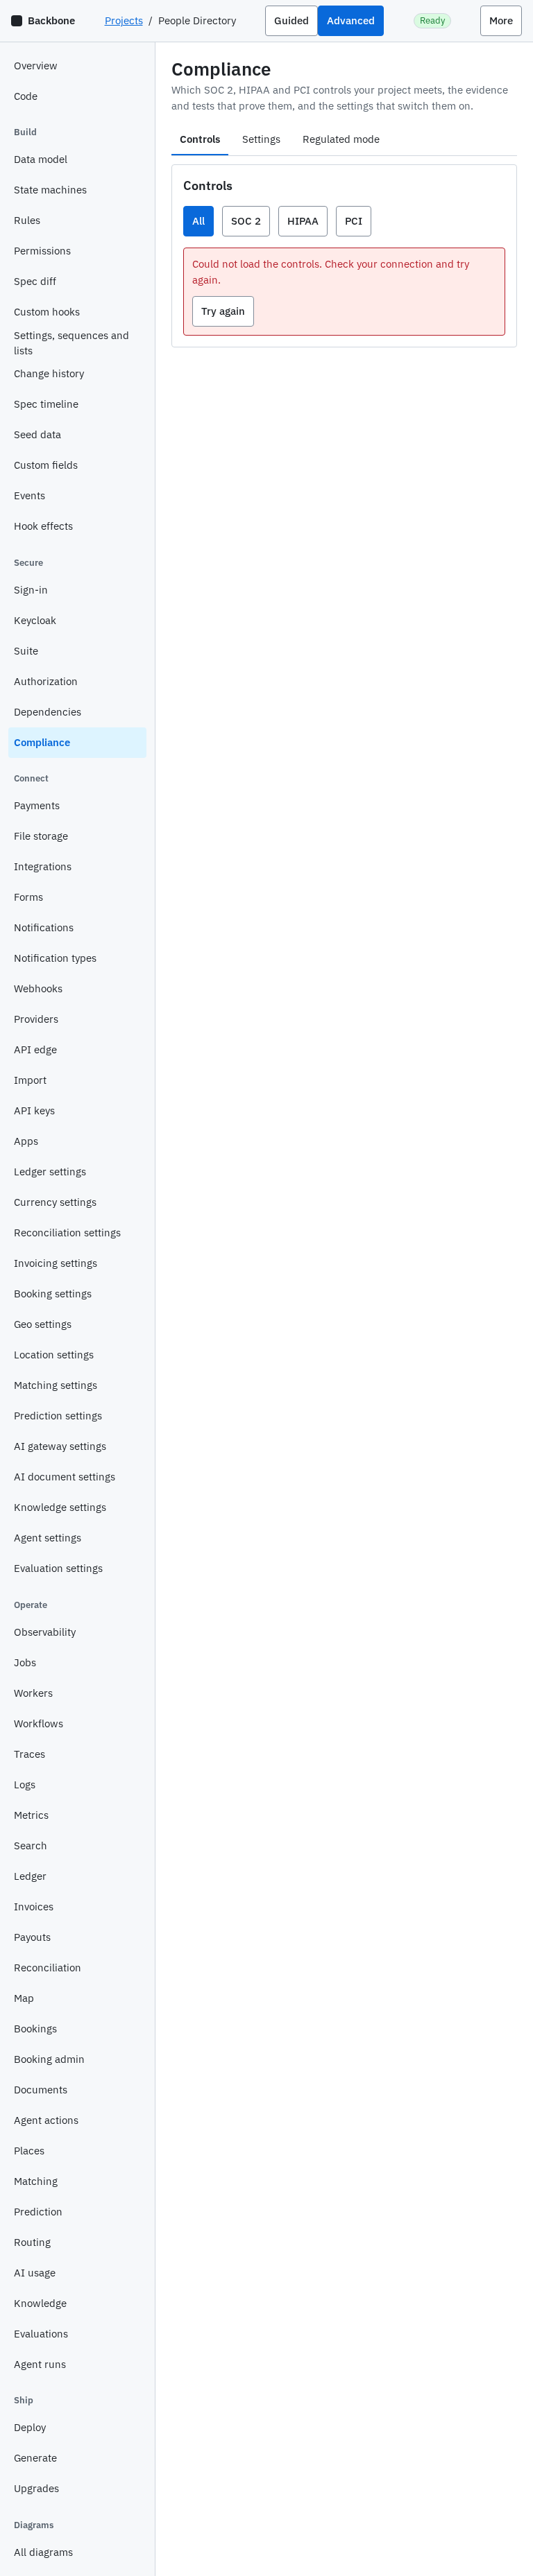 Backbone
Projects / People Directory
Guided
Advanced
Ready
More
Overview
Code
Build
Data model
State machines
Rules
Permissions
Spec diff
Custom hooks
Settings, sequences and
lists
Change history
Spec timeline
Seed data
Custom fields
Events
Hook effects
Secure
Sign-in
Keycloak
Suite
Authorization
Dependencies
Compliance
Connect
Payments
File storage
Integrations
Forms
Notifications
Notification types
Webhooks
Providers
API edge
Import
API keys
Apps
Ledger settings
Currency settings
Reconciliation settings
Invoicing settings
Booking settings
Geo settings
Location settings
Matching settings
Prediction settings
AI gateway settings
AI document settings
Knowledge settings
Agent settings
Evaluation settings
Operate
Observability
Jobs
Workers
Workflows
Traces
Logs
Metrics
Search
Ledger
Invoices
Payouts
Reconciliation
Map
Bookings
Booking admin
Documents
Agent actions
Places
Matching
Prediction
Routing
AI usage
Knowledge
Evaluations
Agent runs
Ship
Deploy
Generate
Upgrades
Diagrams
All diagrams
Compliance
Which SOC 2, HIPAA and PCI controls your project meets, the evidence
and tests that prove them, and the settings that switch them on.
Controls
Settings
Regulated mode
Controls
All
SOC 2
HIPAA
PCI
Could not load the controls. Check your connection and try
again.
Try again